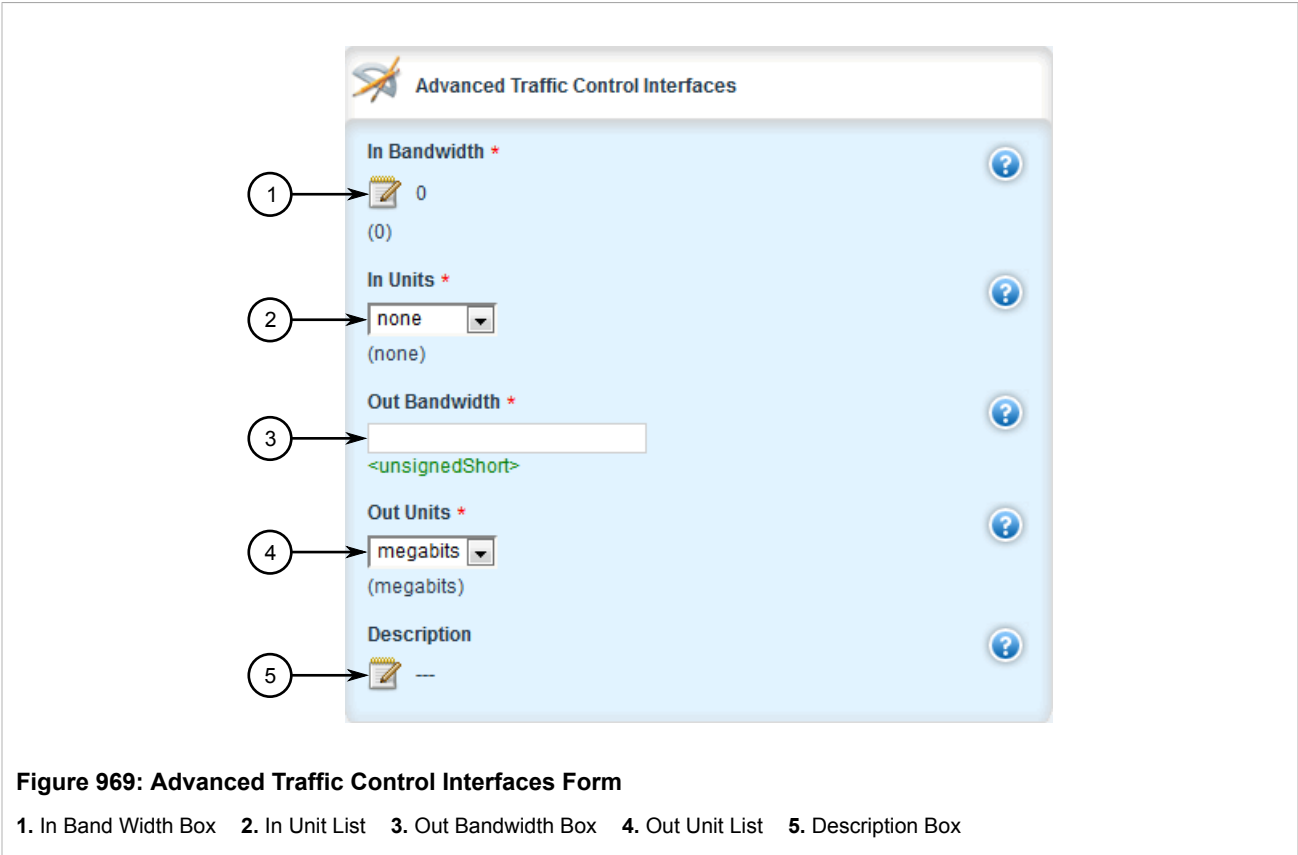 Advanced Traffic Control Interfaces
In Bandwidth *
1
0
(0)
In Units *
2
none
(none)
Out Bandwidth *
3
<unsignedShort>
Out Units *
4
megabits
(megabits)
Description
5
---
Figure 969: Advanced Traffic Control Interfaces Form
1. In Band Width Box 2. In Unit List 3. Out Bandwidth Box 4. Out Unit List 5. Description Box